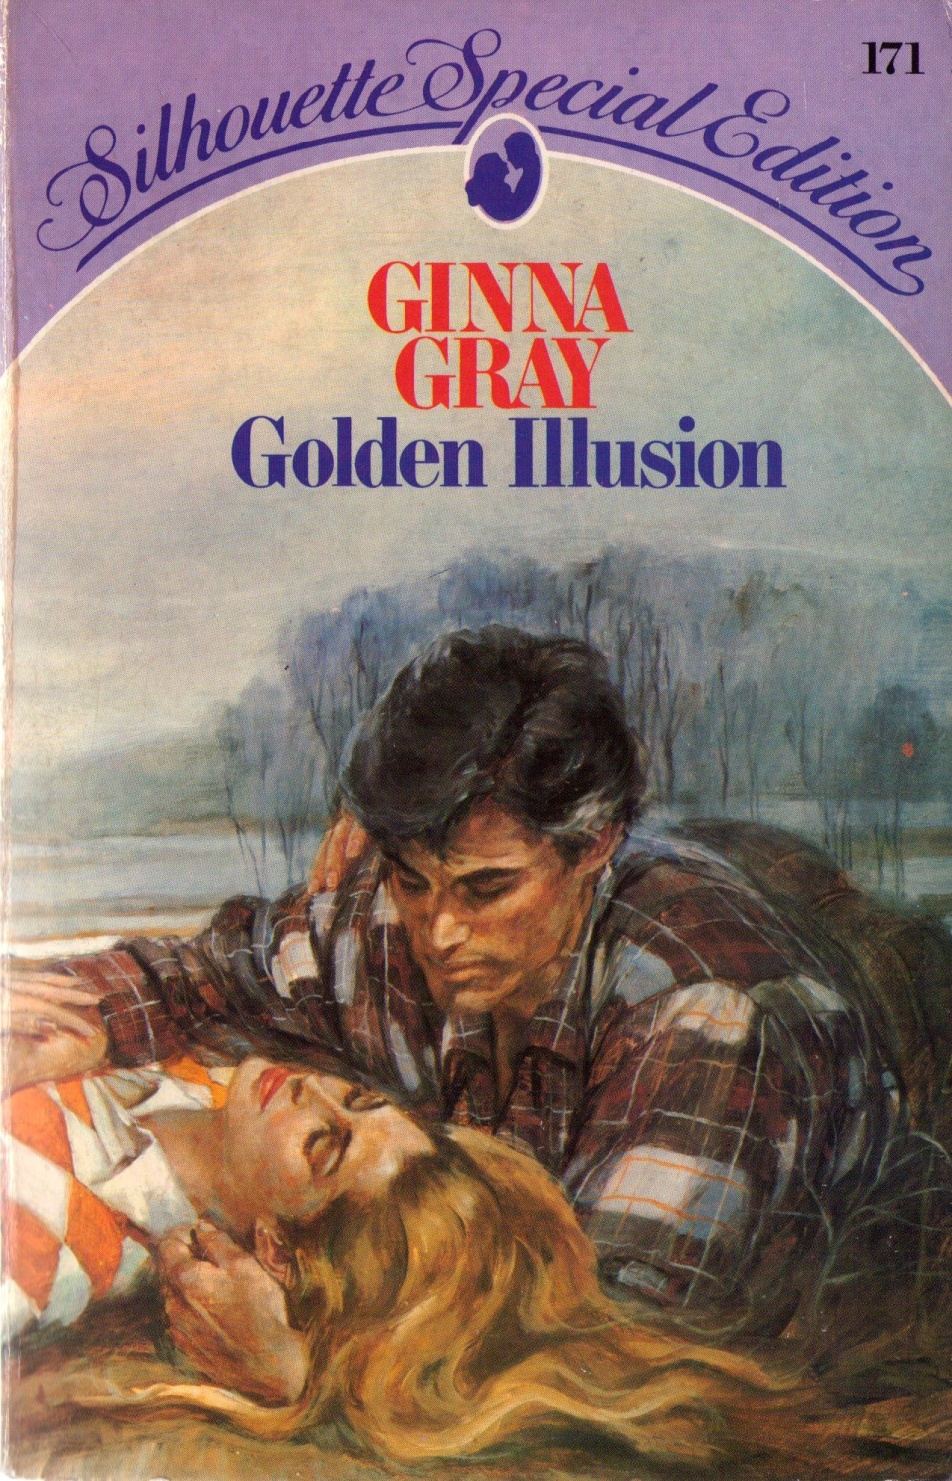 171
Silhouette Special Edition
GINNA
GRAY
Golden Illusion